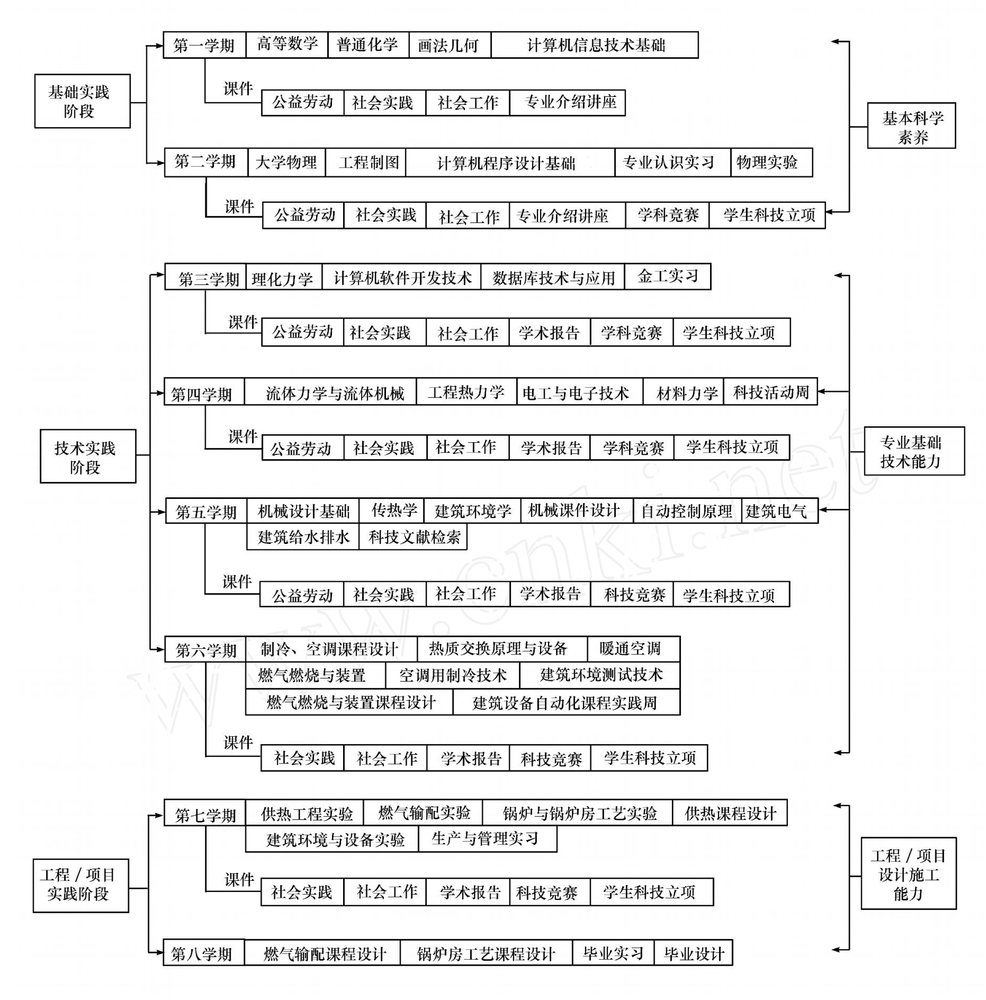 第一学期 高等数学 普通化学 画法几何 计算机信息技术基础
课件
公益劳动 社会实践 社会工作 专业介绍讲座
基础实践
阶段
基本科学
素养
第二学期 大学物理 工程制图 计算机程序设计基础 专业认识实习 物理实验
课件
公益劳动 社会实践 社会工作 专业介绍讲座 学科竞赛 学生科技立项
第三学期 理化力学 计算机软件开发技术 数据库技术与应用 金工实习
课件
公益劳动 社会实践 社会工作 学术报告 学科竞赛 学生科技立项
第四学期 流体力学与流体机械 工程热力学 电工与电子技术 材料力学 科技活动周
课件
公益劳动 社会实践 社会工作 学术报告 学科竞赛 学生科技立项
技术实践
阶段
专业基础
技术能力
第五学期 机械设计基础 传热学 建筑环境学 机械课件设计 自动控制原理 建筑电气
建筑给水排水 科技文献检索
课件
公益劳动 社会实践 社会工作 学术报告 科技竞赛 学生科技立项
第六学期 制冷、空调课程设计 热质交换原理与设备 暖通空调
燃气燃烧与装置 空调用制冷技术 建筑环境测试技术
燃气燃烧与装置课程设计 建筑设备自动化课程实践周
课件
社会实践 社会工作 学术报告 科技竞赛 学生科技立项
第七学期 供热工程实验 燃气输配实验 锅炉与锅炉房工艺实验 供热课程设计
建筑环境与设备实验 生产与管理实习
课件
社会实践 社会工作 学术报告 科技竞赛 学生科技立项
工程/项目
实践阶段
工程/项目
设计施工
能力
第八学期 燃气输配课程设计 锅炉房工艺课程设计 毕业实习 毕业设计
www.cnki.net